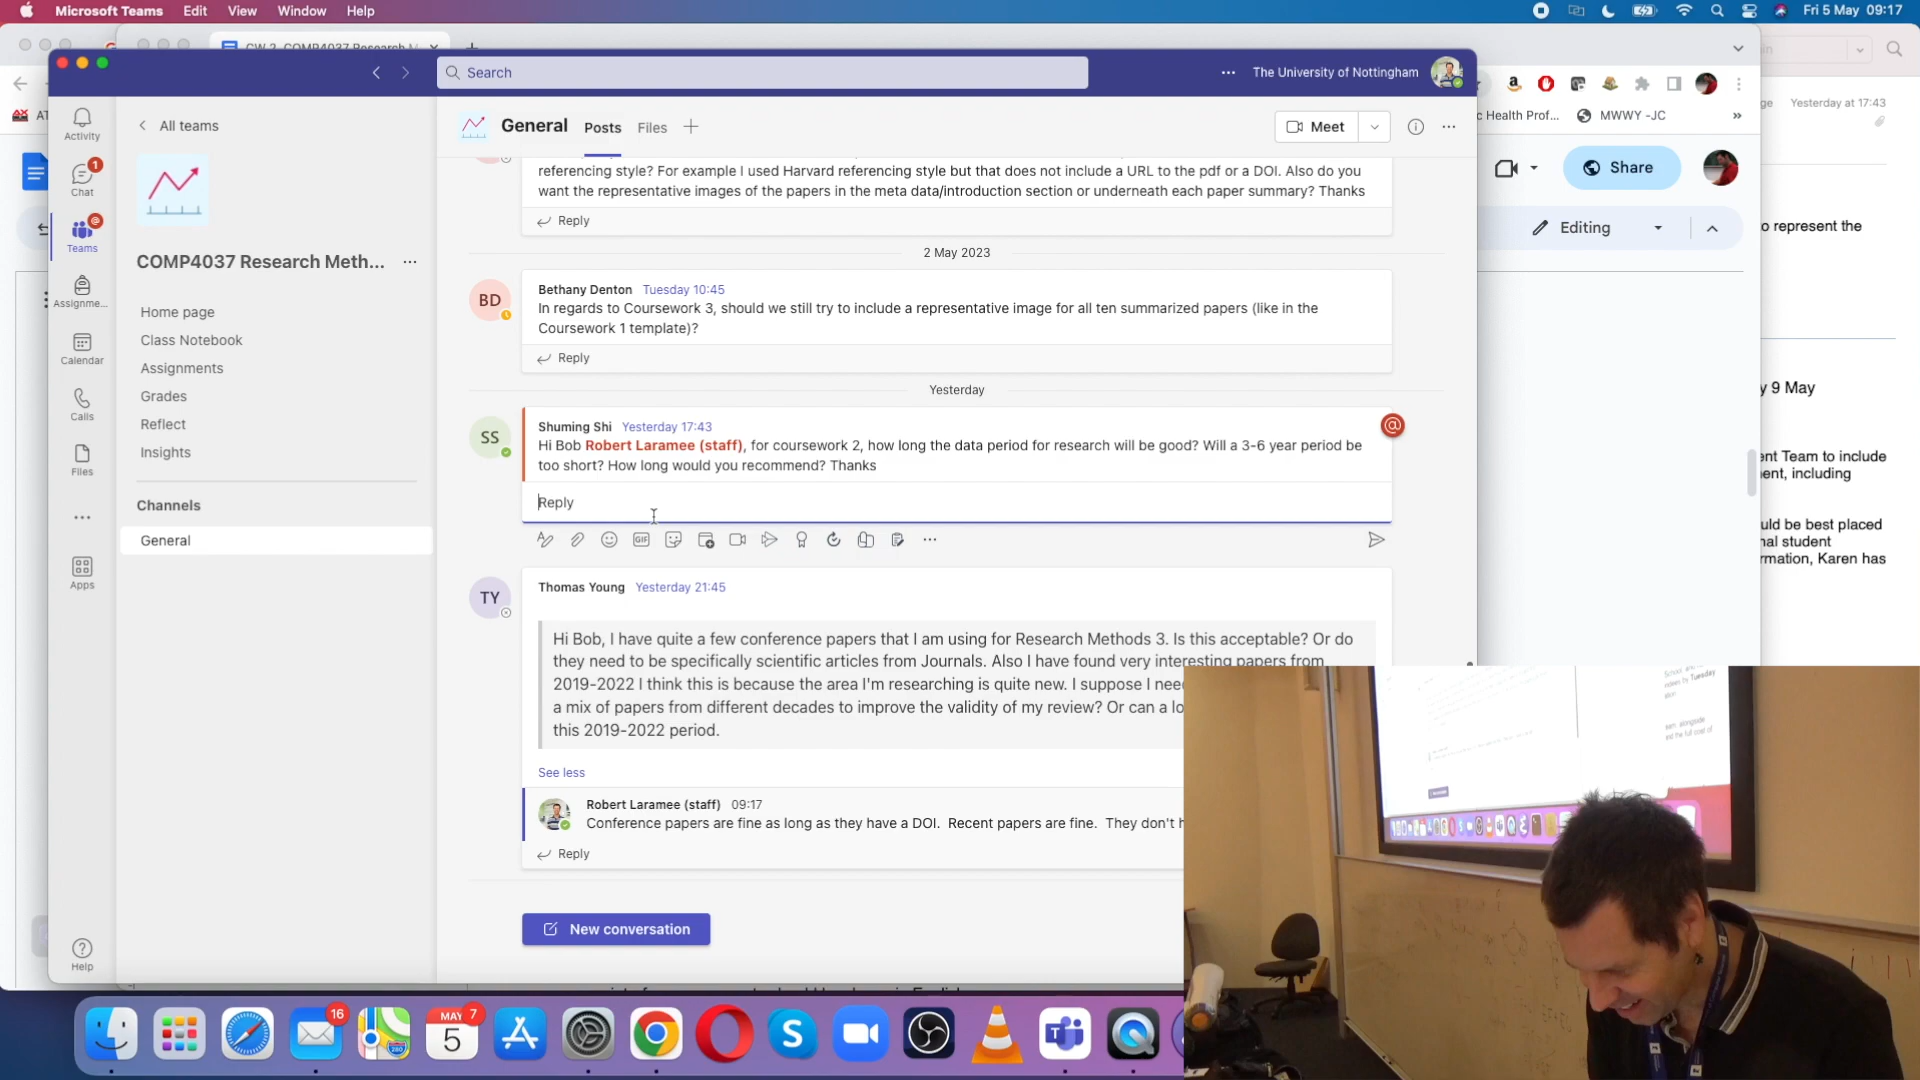 Microsoft Teams Edit View Window Help
Fri 5 May 09:17
CW 2, COMP4037 Research
Search
The University of Nottingham
Activity
1
Chat
Teams
Assignme...
Calendar
Calls
Files
Apps
Help
All teams
COMP4037 Research Meth...
Home page
Class Notebook
Assignments
Grades
Reflect
Insights
Channels
General
General Posts Files
Meet
referencing style? For example I used Harvard referencing style but that does not include a URL to the pdf or a DOI. Also do you
want the representative images of the papers in the meta data/introduction section or underneath each paper summary? Thanks
Reply
2 May 2023
BD
Bethany Denton Tuesday 10:45
In regards to Coursework 3, should we still try to include a representative image for all ten summarized papers (like in the
Coursework 1 template)?
Reply
Yesterday
SS
Shuming Shi Yesterday 17:43
Hi Bob Robert Laramee (staff), for coursework 2, how long the data period for research will be good? Will a 3-6 year period be
too short? How long would you recommend? Thanks
Reply
GIF
TY
Thomas Young Yesterday 21:45
Hi Bob, I have quite a few conference papers that I am using for Research Methods 3. Is this acceptable? Or do
they need to be specifically scientific articles from Journals. Also I have found very interesting papers from
2019-2022 I think this is because the area I'm researching is quite new. I suppose I nee
a mix of papers from different decades to improve the validity of my review? Or can a lo
this 2019-2022 period.
See less
Robert Laramee (staff) 09:17
Conference papers are fine as long as they have a DOI. Recent papers are fine. They don't h
Reply
New conversation
c Health Prof... MWWY -JC
Share
Editing
Yesterday at 17:43
o represent the
y 9 May
ent Team to include
ent, including
uld be best placed
nal student
rmation, Karen has
16
MAY 7
5